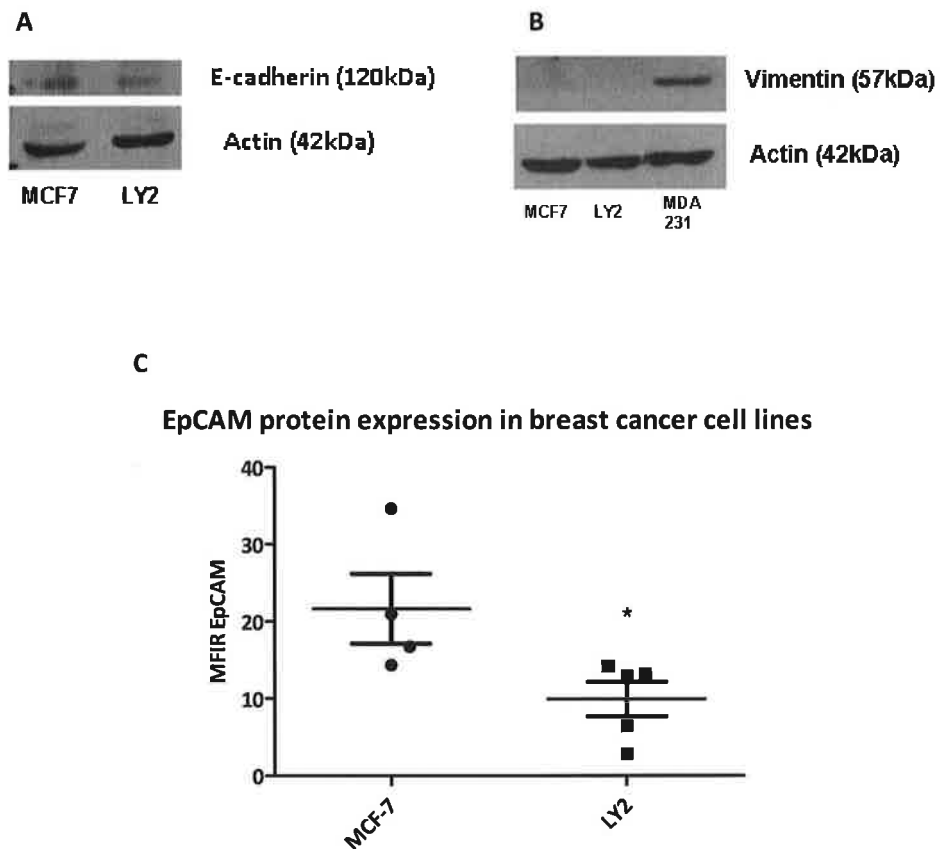 A
E-cadherin (120kDa)
Actin (42kDa)
MCF7 LY2
B
Vimentin (57kDa)
Actin (42kDa)
MCF7 LY2 MDA
231
C
EpCAM protein expression in breast cancer cell lines
MFIR EpCAM
40
30
20
10
0
*
MCF-7
LY2